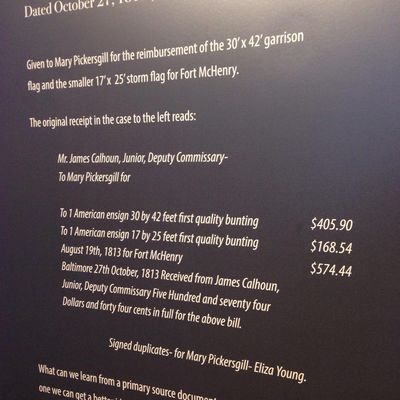 Dated October 27,
Given to Mary Pickersgill for the reimbursement of the 30' x 42' garrison
flag and the smaller 17' x 25' storm flag for Fort McHenry.
The original receipt in the case to the left reads:
Mr. James Calhoun, Junior, Deputy Commissary-
To Mary Pickersgill for
To 1 American ensign 30 by 42 feet first quality bunting $405.90
To 1 American ensign 17 by 25 feet first quality bunting $168.54
August 19th, 1813 for Fort McHenry $574.44
Baltimore 27th October, 1813 Received from James Calhoun,
Junior, Deputy Commissary Five Hundred and seventy four
Dollars and forty four cents in full for the above bill.
Signed duplicates- for Mary Pickersgill- Eliza Young.
What can we learn from a primary source document
one we can get a